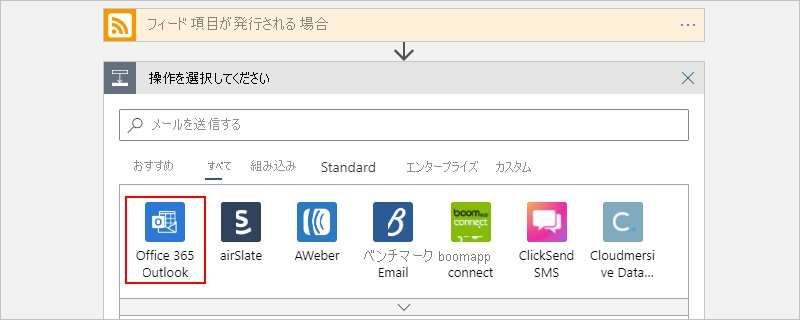 フィード 項目が発行される 場合
操作を選択してください
メールを送信する
おすすめ すべて 組み込み Standard エンタープライズ カスタム
Office 365 Outlook
airSlate
AWeber
ベンチマーク Email
boomapp connect
ClickSend SMS
Cloudmersive Data...